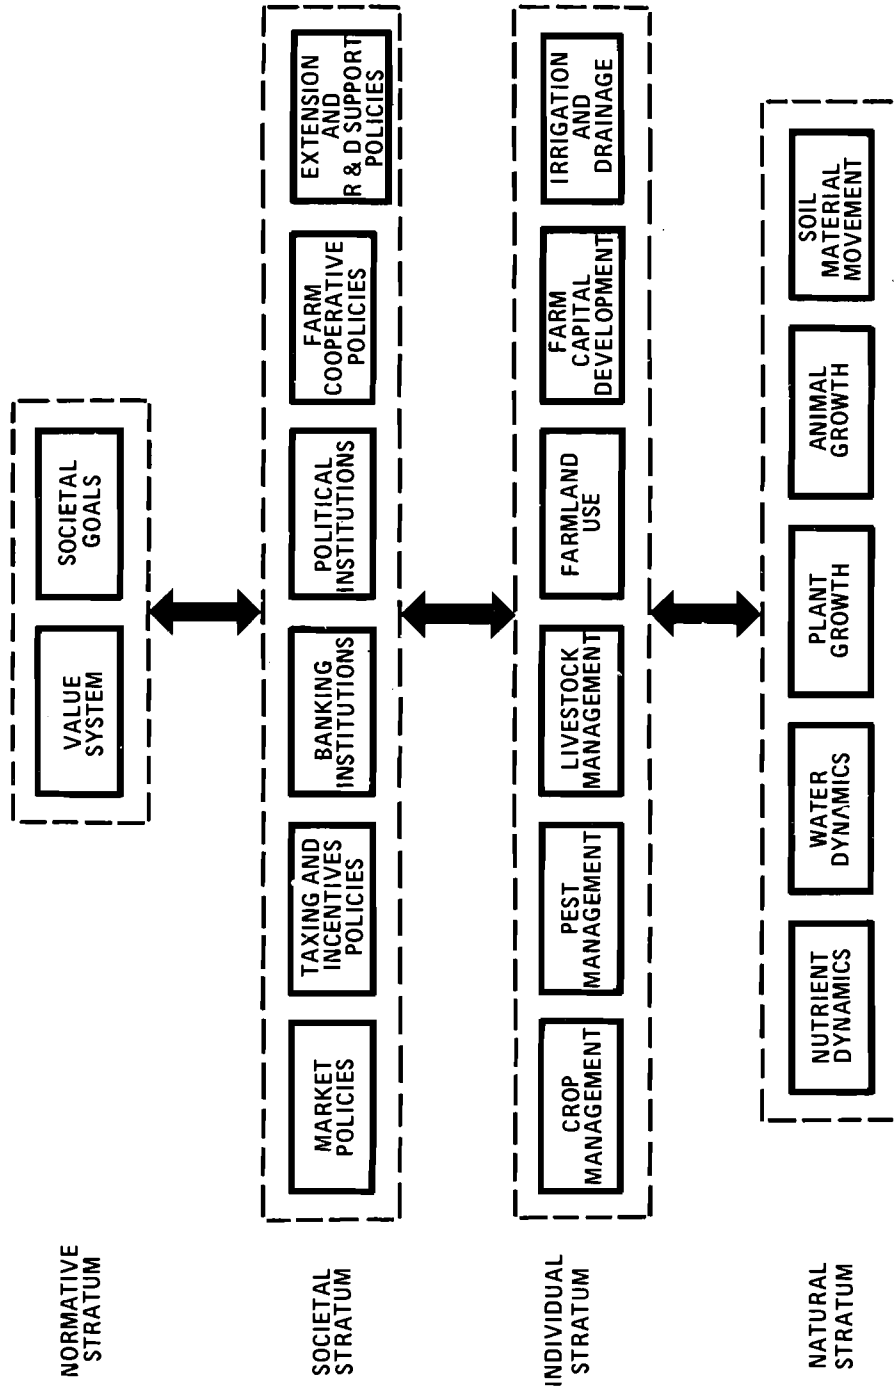 NORMATIVE
STRATUM
VALUE
SYSTEM
SOCIETAL
GOALS
SOCIETAL
STRATUM
MARKET
POLICIES
TAXING AND
INCENTIVES
POLICIES
BANKING
INSTITUTIONS
POLITICAL
INSTITUTIONS
FARM
COOPERATIVE
POLICIES
EXTENSION
AND
R & D SUPPORT
POLICIES
INDIVIDUAL
STRATUM
CROP
MANAGEMENT
PEST
MANAGEMENT
LIVESTOCK
MANAGEMENT
FARMLAND
USE
FARM
CAPITAL
DEVELOPMENT
IRRIGATION
AND
DRAINAGE
NATURAL
STRATUM
NUTRIENT
DYNAMICS
WATER
DYNAMICS
PLANT
GROWTH
ANIMAL
GROWTH
SOIL
MATERIAL
MOVEMENT